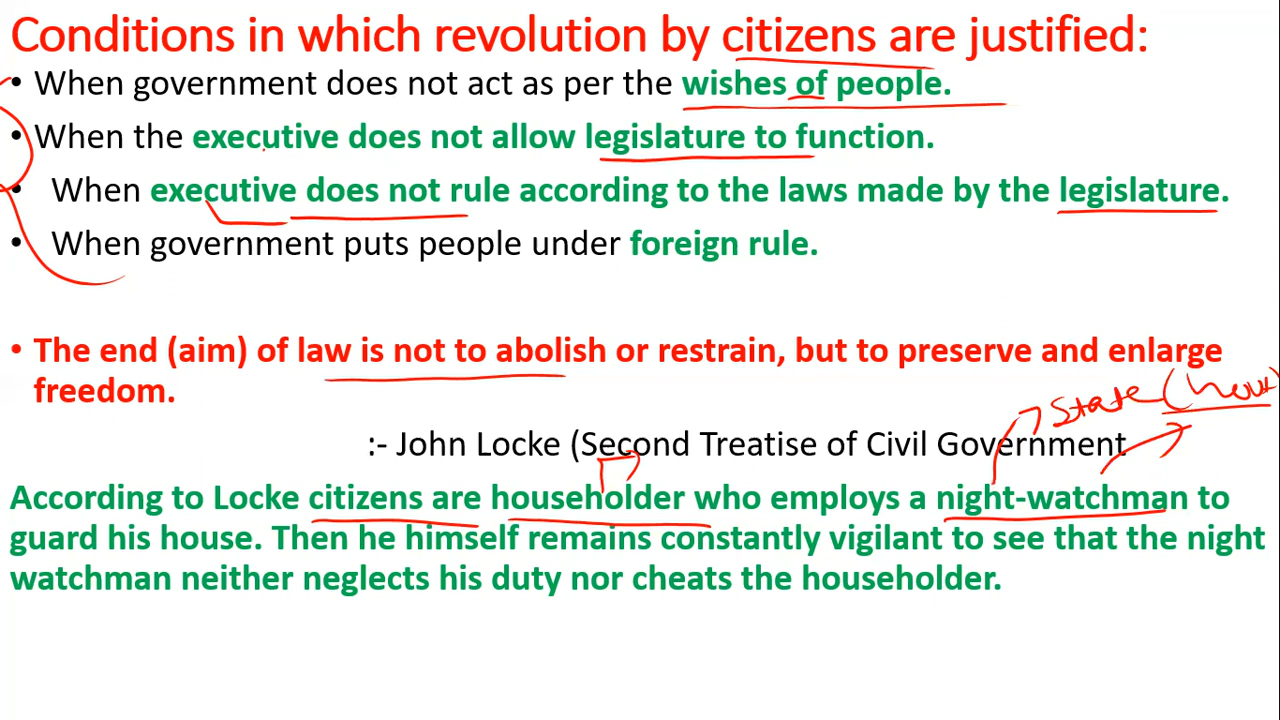 Conditions in which revolution by citizens are justified:
• When government does not act as per the wishes of people.
• When the executive does not allow legislature to function.
• When executive does not rule according to the laws made by the legislature.
• When government puts people under foreign rule.
• The end (aim) of law is not to abolish or restrain, but to preserve and enlarge
freedom.
State
:- John Locke (Second Treatise of Civil Government
According to Locke citizens are householder who employs a night-watchman to
guard his house. Then he himself remains constantly vigilant to see that the night
watchman neither neglects his duty nor cheats the householder.